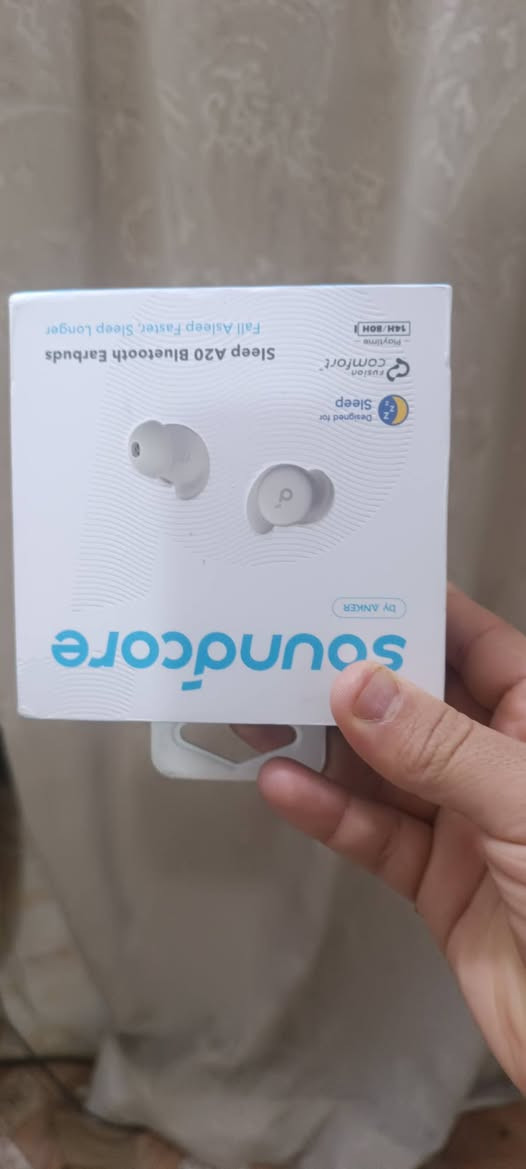 soundcore
by ANKER
Designed for
Sleep
Fusion
Comfort™
Playtime
14H/80H
Sleep A20 Bluetooth Earbuds
Fall Asleep Faster, Sleep Longer